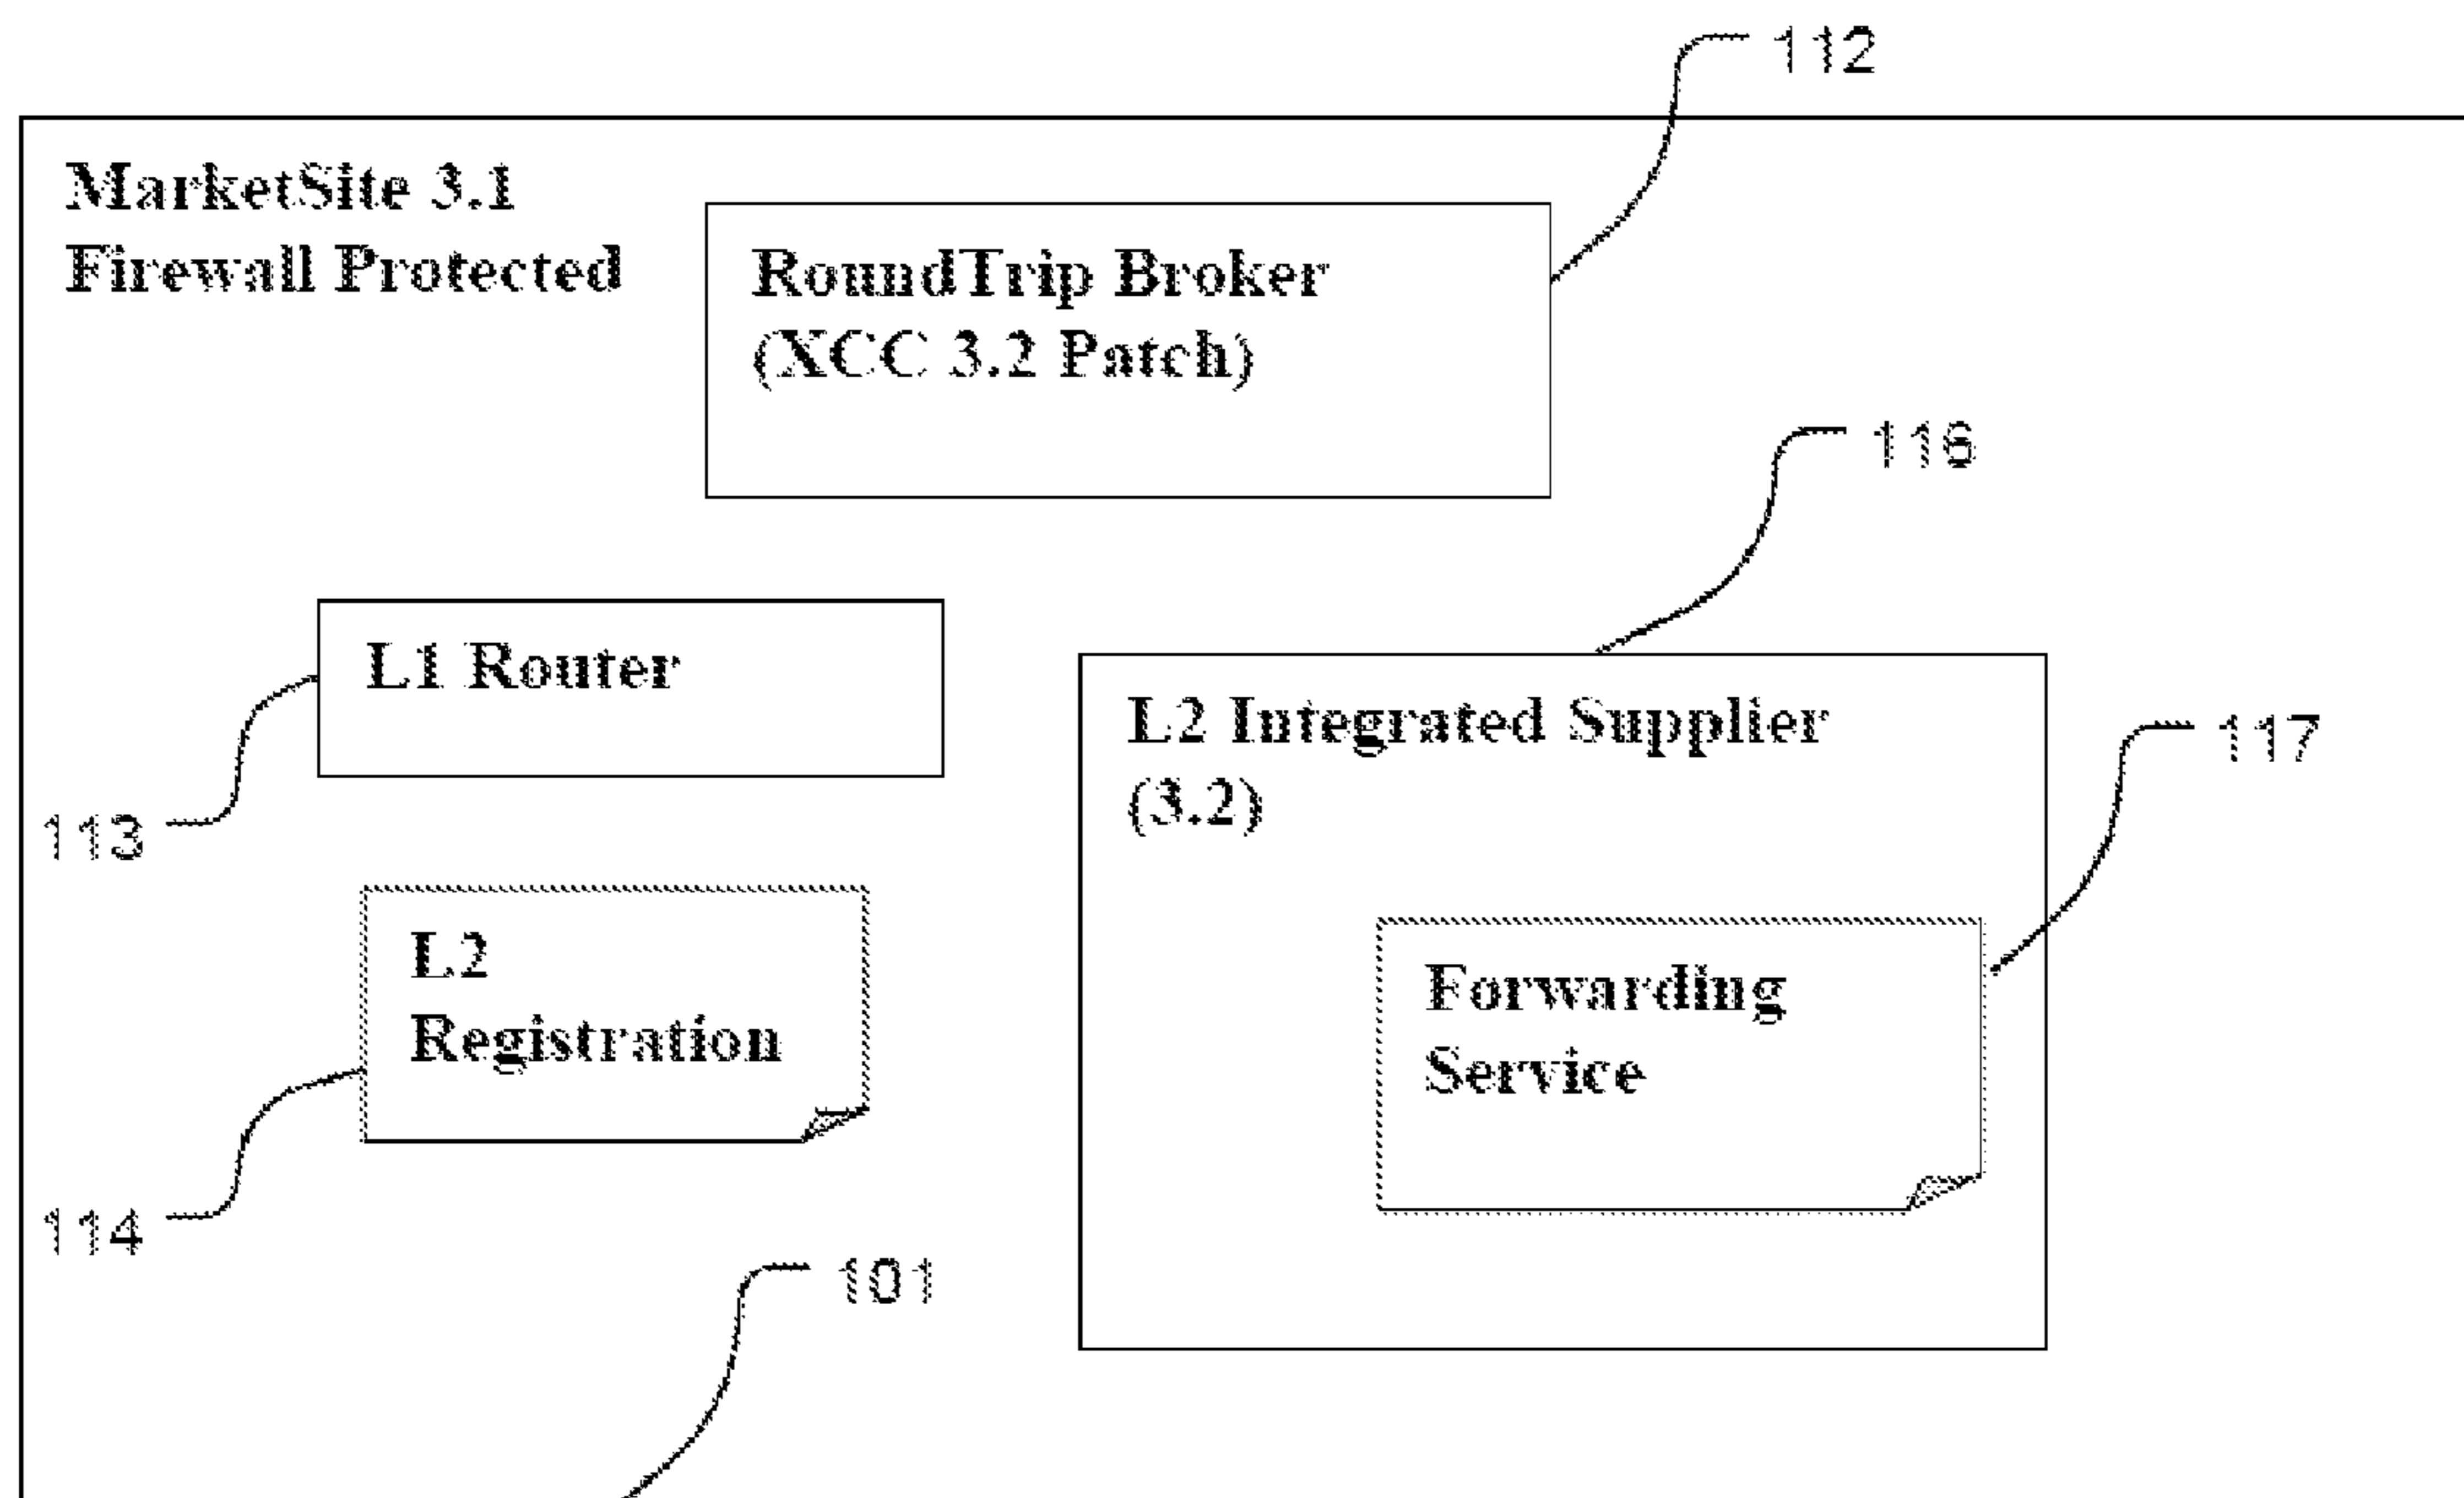 112
MarketSite 3.1
Firewall Protected
RoundTrip Broker
(XCC 3.2 Patch)
116
L1 Router
L2 Integrated Supplier
(3.2)
117
113
L2
Registration
Forwarding
Service
114
101